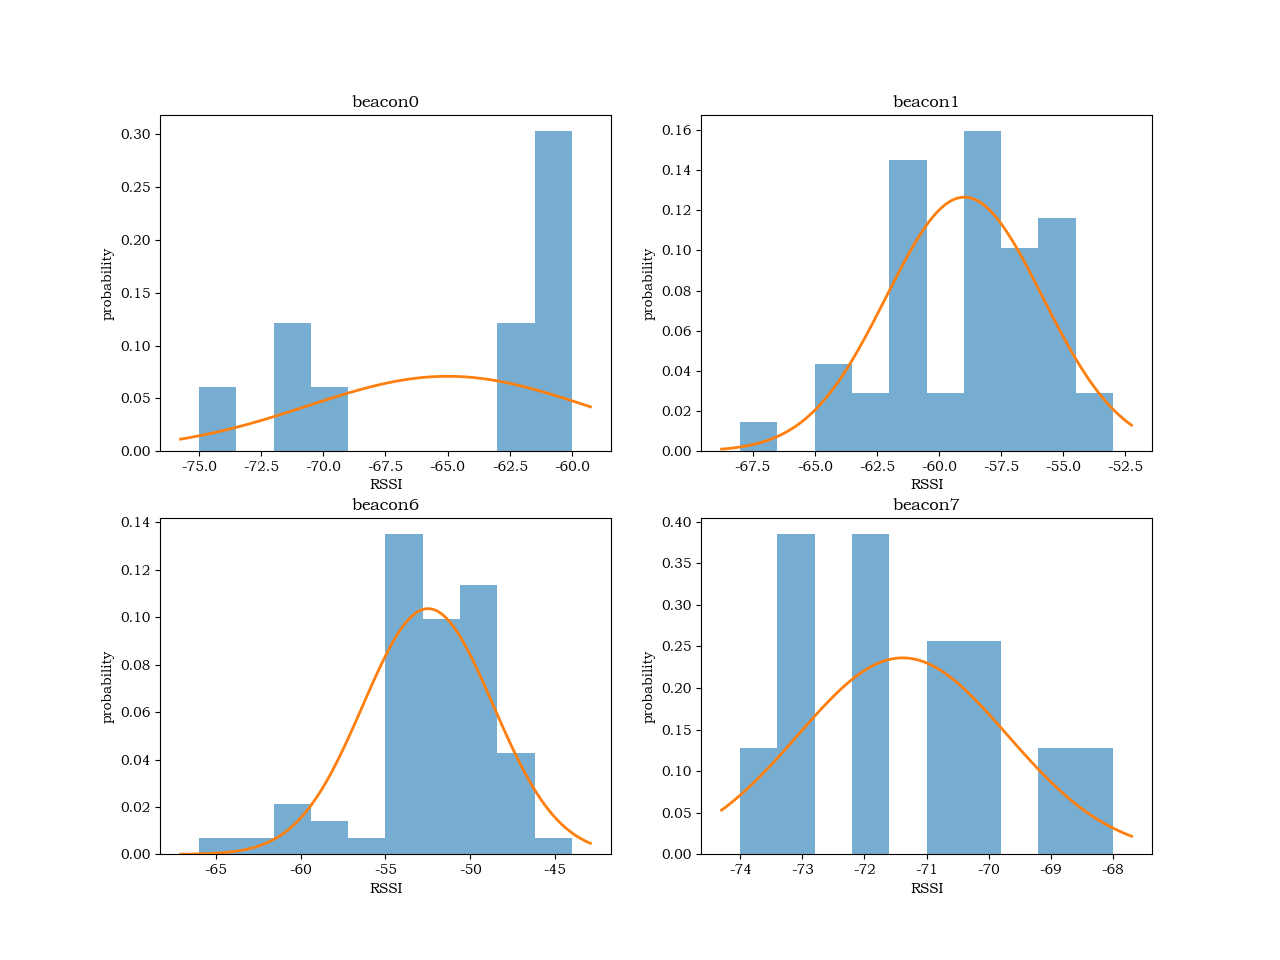 beacon0
probability
0.30
0.25
0.20
0.15
0.10
0.05
0.00
-75.0 -72.5 -70.0 -67.5 -65.0 -62.5 -60.0
RSSI
beacon1
probability
0.16
0.14
0.12
0.10
0.08
0.06
0.04
0.02
0.00
-67.5 -65.0 -62.5 -60.0 -57.5 -55.0 -52.5
RSSI
beacon6
probability
0.14
0.12
0.10
0.08
0.06
0.04
0.02
0.00
-65 -60 -55 -50 -45
RSSI
beacon7
probability
0.40
0.35
0.30
0.25
0.20
0.15
0.10
0.05
0.00
-74 -73 -72 -71 -70 -69 -68
RSSI